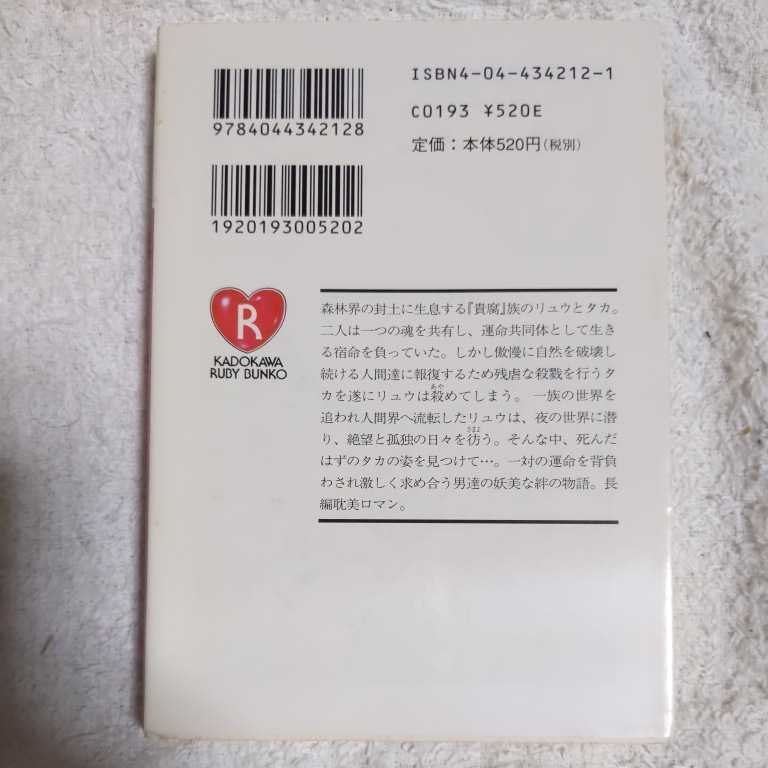 ISBN4-04-434212-1
C0193 ¥520E
定価：本体520円（税別）
9784044342128
1920193005202
R
KADOKAWA
RUBY BUNKO
森林界の封土に生息する『貴腐』族のリュウとタカ。
二人は一つの魂を共有し、運命共同体として生き
る宿命を負っていた。しかし傲慢に自然を破壊し
続ける人間達に報復するため残虐な殺戮を行うタ
カを遂にリュウは殺めてしまう。一族の世界を
追われ人間界へ流転したリュウは、夜の世界に潜
り、絶望と孤独の日々を彷う。そんな中、死んだ
はずのタカの姿を見つけて…。一対の運命を背負
わされ激しく求め合う男達の妖美な絆の物語。長
編耽美ロマン。